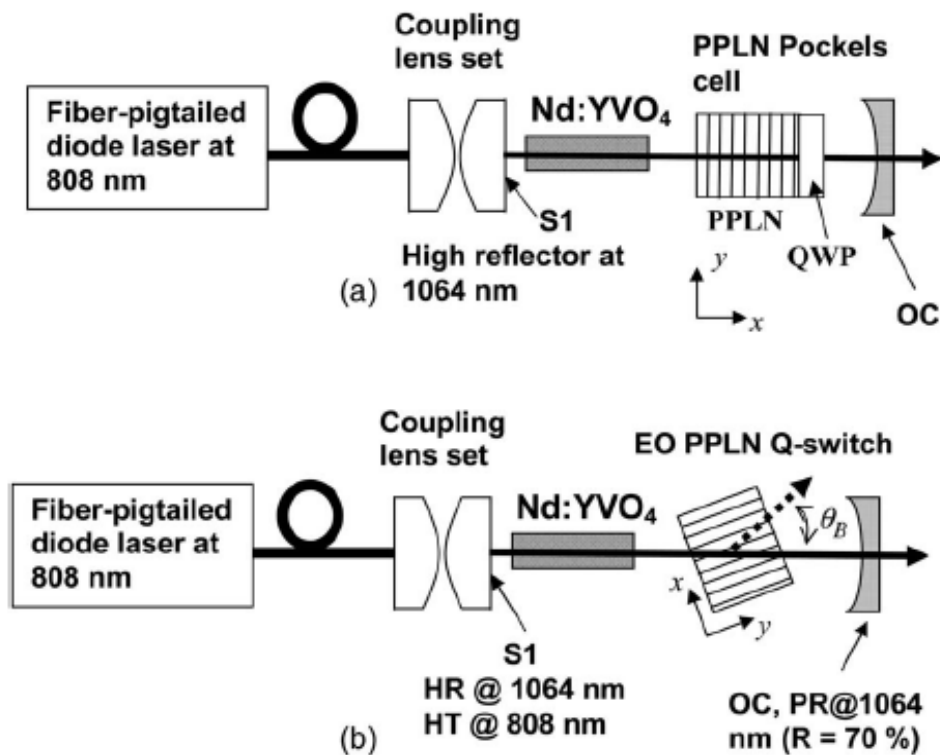 Coupling
lens set
PPLN Pockels
cell
Fiber-pigtailed
diode laser at
808 nm
Nd:YVO₄
S1
High reflector at
1064 nm
PPLN
QWP
y
x
OC
(a)
Coupling
lens set
EO PPLN Q-switch
Fiber-pigtailed
diode laser at
808 nm
Nd:YVO₄
θ_B
x
y
S1
HR @ 1064 nm
HT @ 808 nm
OC, PR@1064
nm (R = 70 %)
(b)